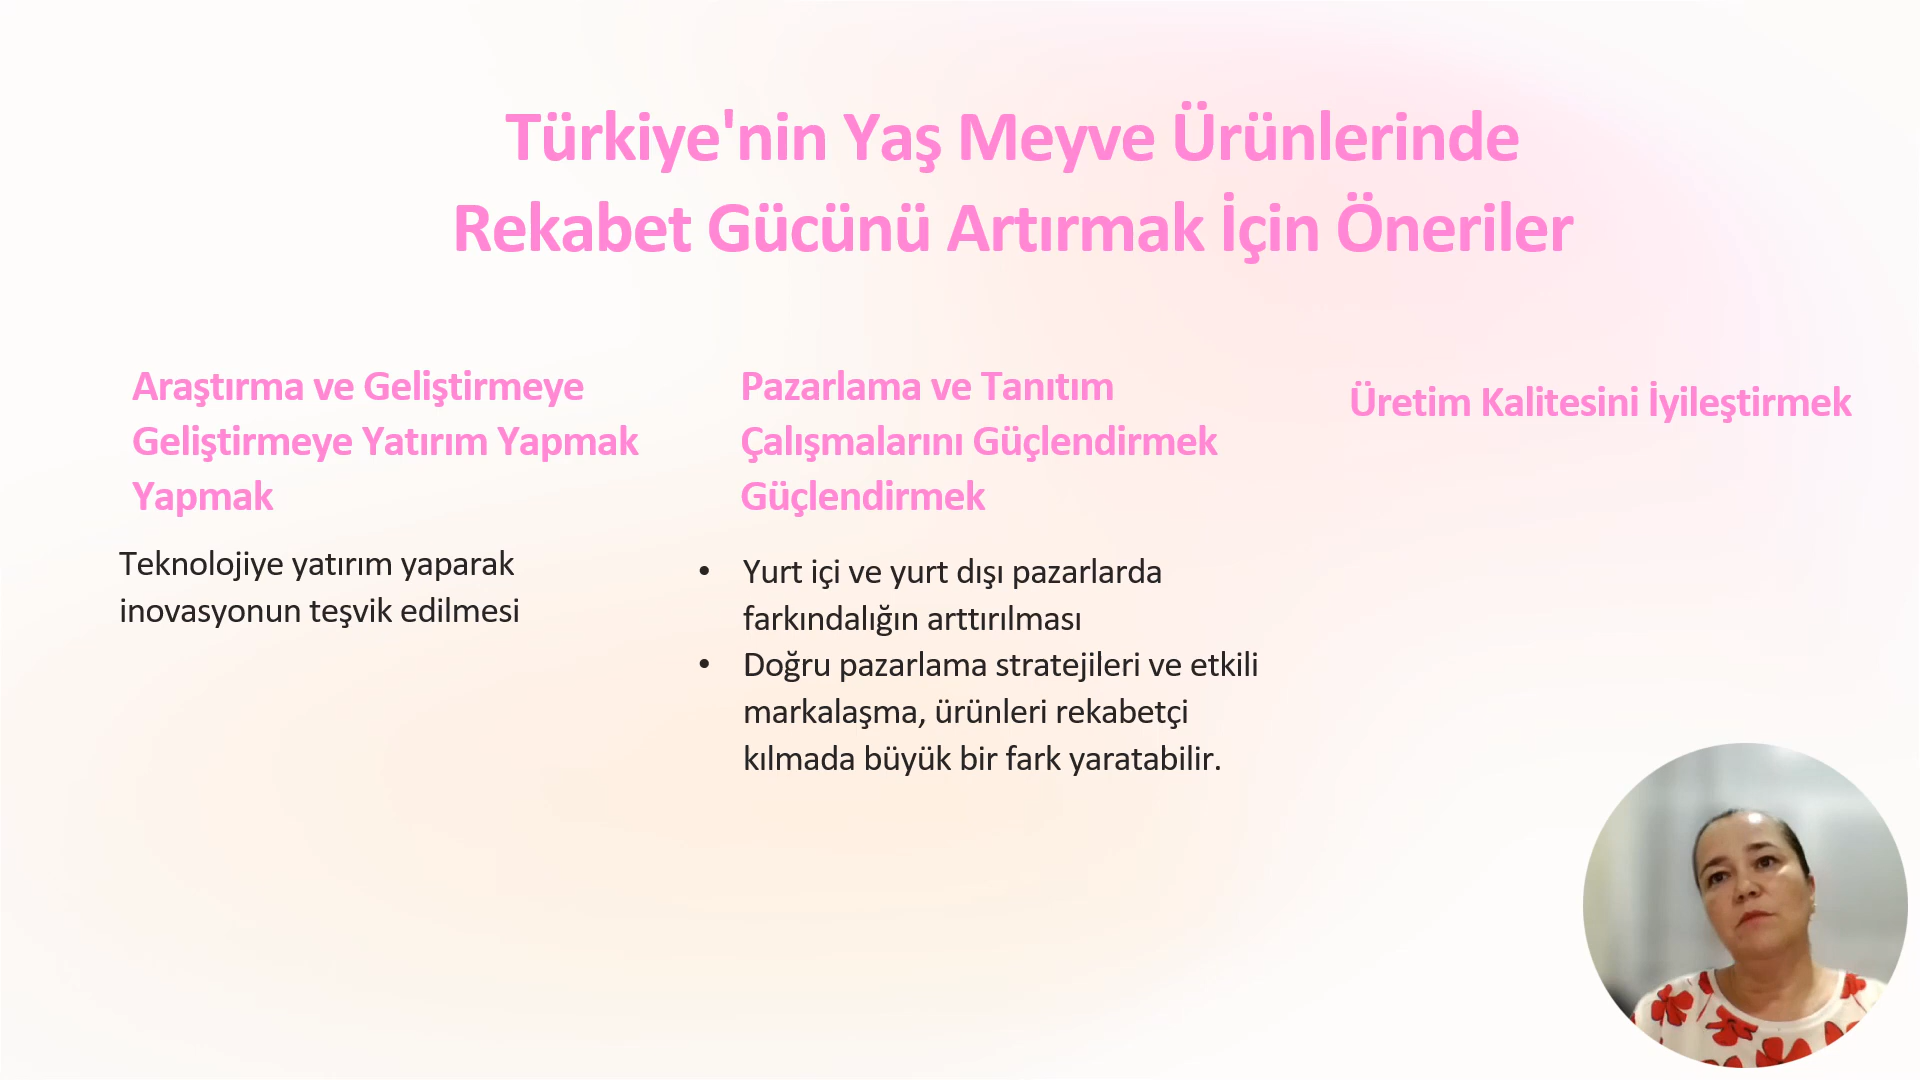 Türkiye'nin Yaş Meyve Ürünlerinde
Rekabet Gücünü Artırmak İçin Öneriler
Araştırma ve Geliştirmeye
Geliştirmeye Yatırım Yapmak
Yapmak
Teknolojiye yatırım yaparak
inovasyonun teşvik edilmesi
Pazarlama ve Tanıtım
Çalışmalarını Güçlendirmek
Güçlendirmek
• Yurt içi ve yurt dışı pazarlarda
farkındalığın arttırılması
• Doğru pazarlama stratejileri ve etkili
markalaşma, ürünleri rekabetçi
kılmada büyük bir fark yaratabilir.
Üretim Kalitesini İyileştirmek